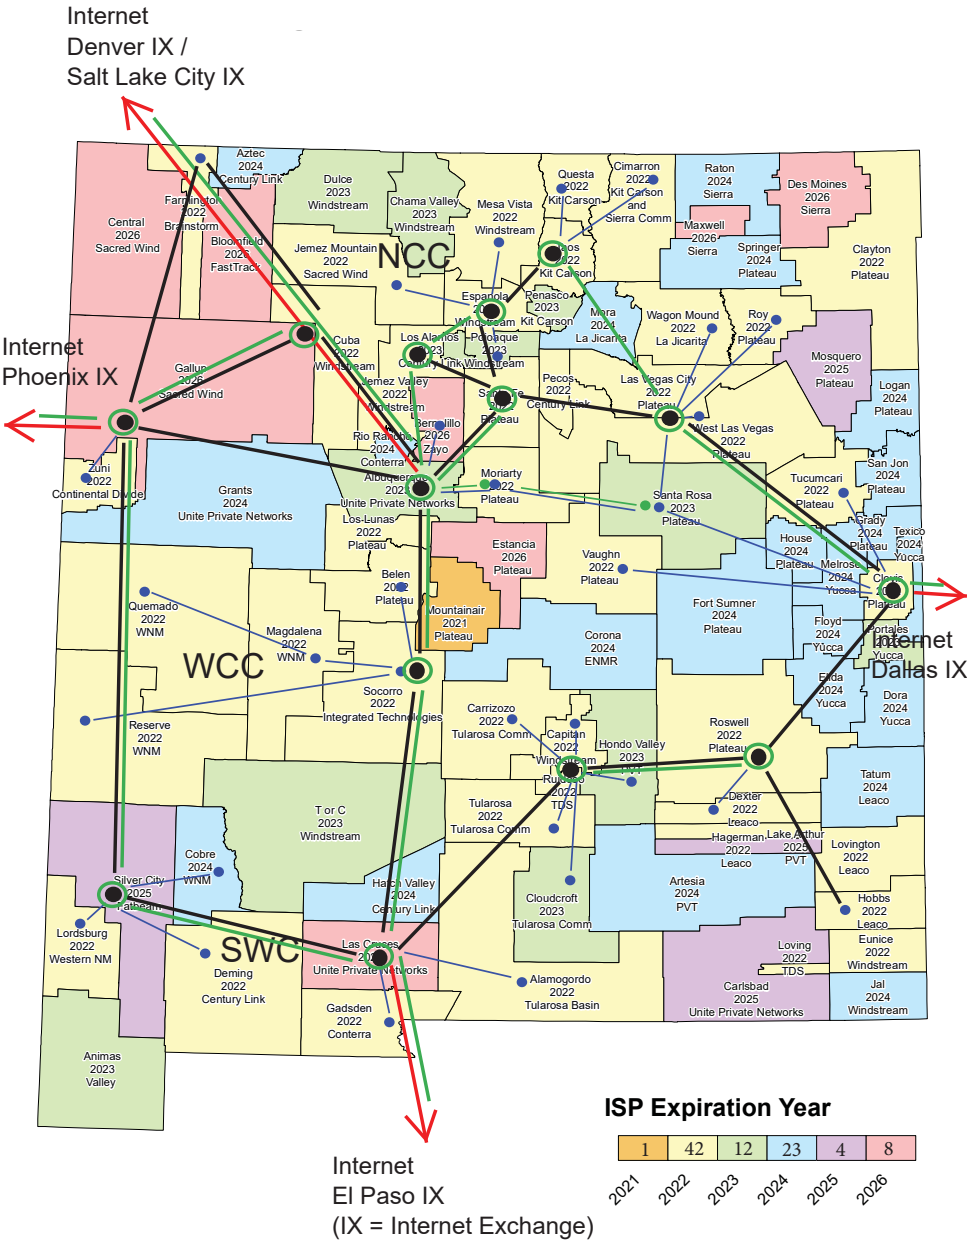 Internet
Denver IX /
Salt Lake City IX
Aztec
2024
Century Link
Farmington
2022
Brainstorm
Central
2026
Sacred Wind
Bloomfield
2026
FastTrack
Dulce
2023
Windstream
Chama Valley
2023
Windstream
Jemez Mountain
2022
Sacred Wind
NCC
Mesa Vista
2022
Windstream
Questa
2022
Kit Carson
Cimarron
2022
Kit Carson
and
Sierra Comm
Raton
2024
Sierra
Des Moines
2026
Sierra
Maxwell
2026
Sierra
Springer
2024
Plateau
Clayton
2022
Plateau
2022
Kit Carson
Espanola
Windstream
Penasco
2023
Kit Carson
Mora
2024
La Jicarita
Wagon Mound
2022
La Jicarita
Roy
2022
Plateau
Mosquero
2025
Plateau
Internet
Phoenix IX
Gallup
2026
Sacred Wind
Cuba
2022
Windstream
Los Alamos
2023
Century Link
Pojoaque
2023
Windstream
Jemez Valley
2022
Windstream
Santa Fe
Plateau
Pecos
2022
Century Link
Las Vegas City
2022
Plateau
West Las Vegas
2022
Plateau
Logan
2024
Plateau
Bernalillo
2026
Zayo
Rio Rancho
2024
Conterra
Albuquerque
Unite Private Networks
Moriarty
2022
Plateau
Zuni
2022
Continental Divide
Grants
2024
Unite Private Networks
Los Lunas
2022
Plateau
Santa Rosa
2023
Plateau
Tucumcari
2022
Plateau
San Jon
2024
Plateau
Grady
2024
Plateau
Texico
2024
Yucca
House
2024
Plateau
Melrose
2024
Yucca
Clovis
Plateau
Estancia
2026
Plateau
Vaughn
2022
Plateau
Belen
Plateau
Mountainair
2021
Plateau
Quemado
2022
WNM
Magdalena
2022
WNM
WCC
Corona
2024
ENMR
Fort Sumner
2024
Plateau
Floyd
2024
Yucca
Portales
2023
Yucca
Internet
Dallas IX
Elida
2024
Yucca
Dora
2024
Yucca
Socorro
2022
Integrated Technologies
Reserve
2022
WNM
Carrizozo
2022
Tularosa Comm
Capitan
2022
Windstream
Hondo Valley
2023
PVT
Roswell
2022
Plateau
Ruidoso
2022
TDS
Tularosa
2022
Tularosa Comm
Dexter
2022
Leaco
Tatum
2024
Leaco
T or C
2023
Windstream
Hagerman
2022
Leaco
Lake Arthur
2025
PVT
Lovington
2022
Leaco
Cobre
2024
WNM
Silver City
2025
Fatbeam
Hatch Valley
2024
Century Link
Artesia
2024
PVT
Cloudcroft
2023
Tularosa Comm
Hobbs
2022
Leaco
Lordsburg
2022
Western NM
SWC
Las Cruces
Unite Private Networks
Eunice
2022
Windstream
Loving
2022
TDS
Deming
2022
Century Link
Alamogordo
2022
Tularosa Basin
Carlsbad
2025
Unite Private Networks
Jal
2024
Windstream
Gadsden
2022
Conterra
Animas
2023
Valley
ISP Expiration Year
1 42 12 23 4 8
2021 2022 2023 2024 2025 2026
Internet
El Paso IX
(IX = Internet Exchange)